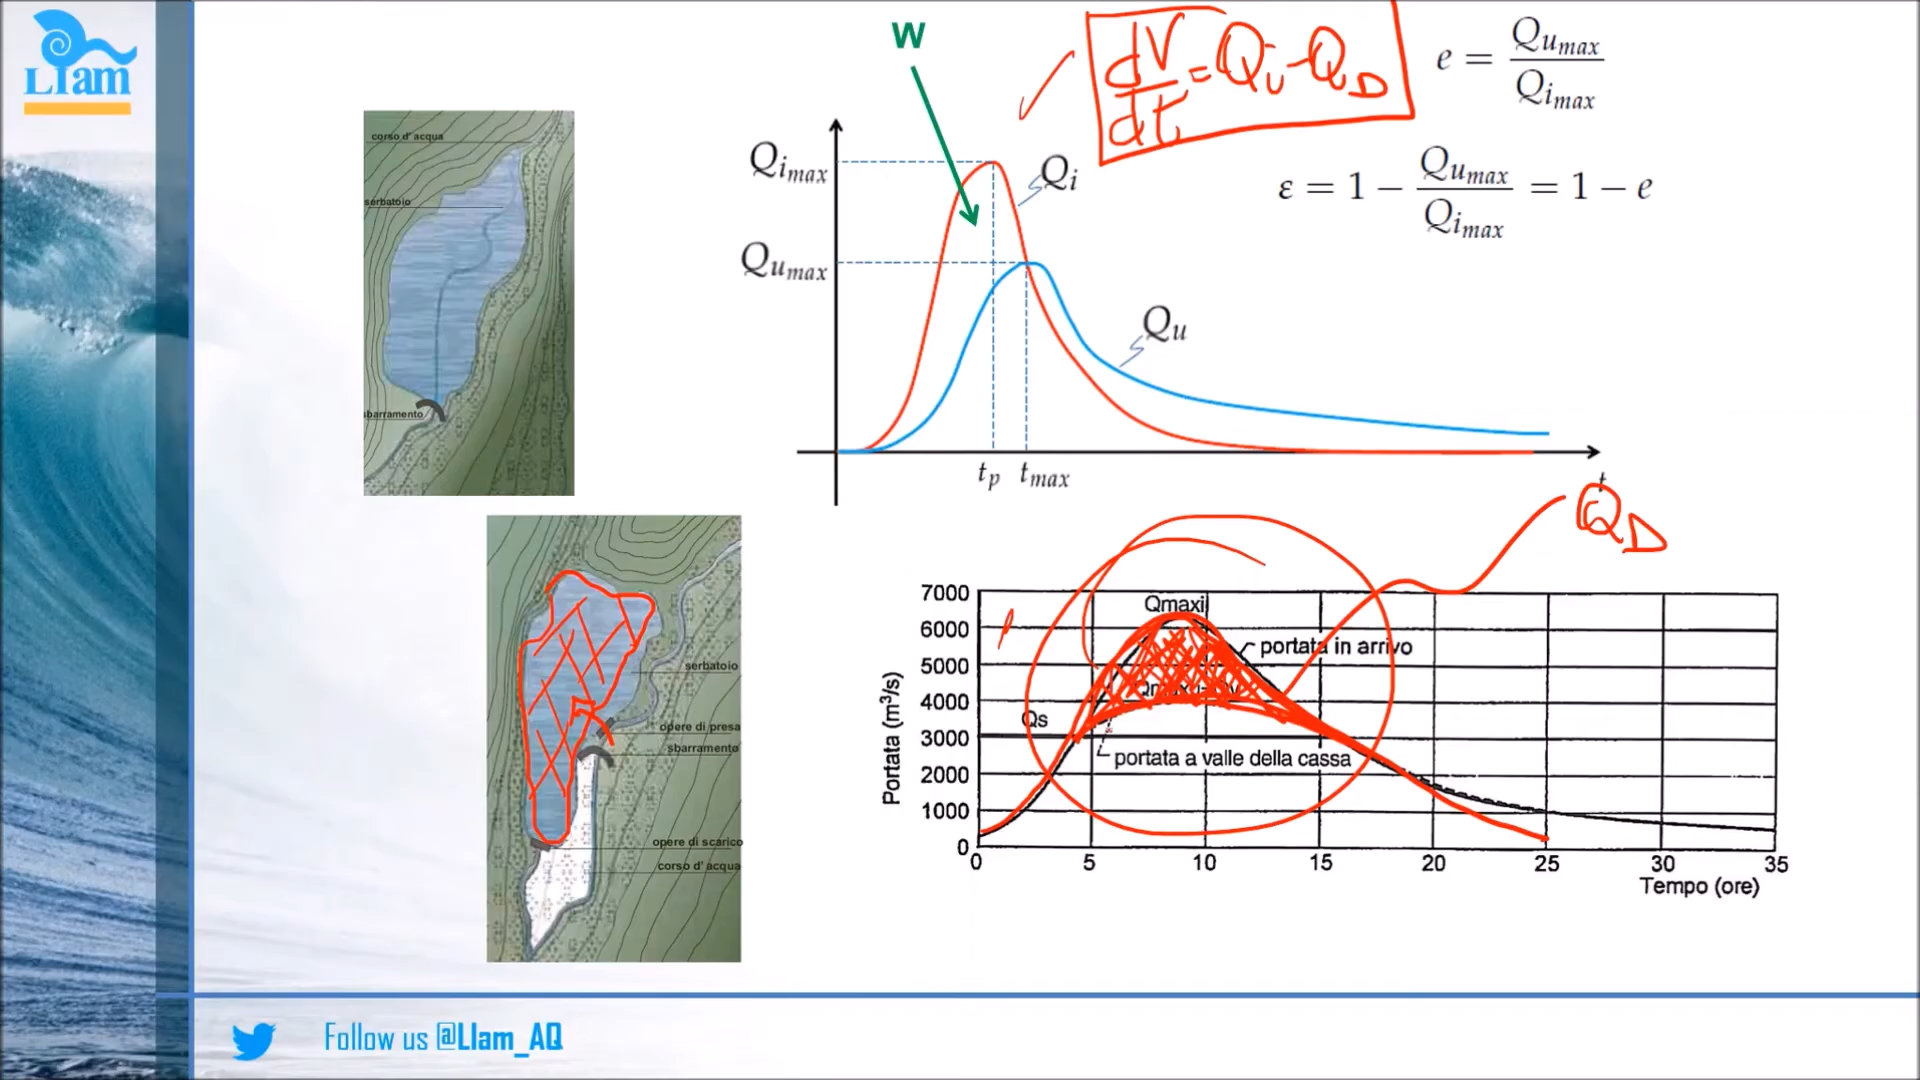 LIam
W
dV/dt = Qi - QD
e = Qumax / Qimax
ε = 1 − Qumax / Qimax = 1 − e
Qimax
Qi
Qumax
Qu
tp tmax
t
corso d' acqua
serbatoio
sbarramento
serbatoio
opere di presa
sbarramento
opere di scarico
corso d' acqua
QD
7000
6000
5000
4000
3000
2000
1000
0
Portata (m³/s)
Qmaxi
portata in arrivo
Qs
portata a valle della cassa
0 5 10 15 20 25 30 35
Tempo (ore)
Follow us @LIam_AQ